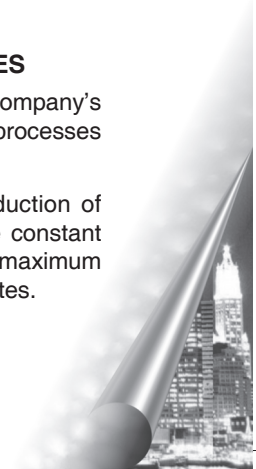 ES
ompany's
processes
duction of
constant
maximum
tes.